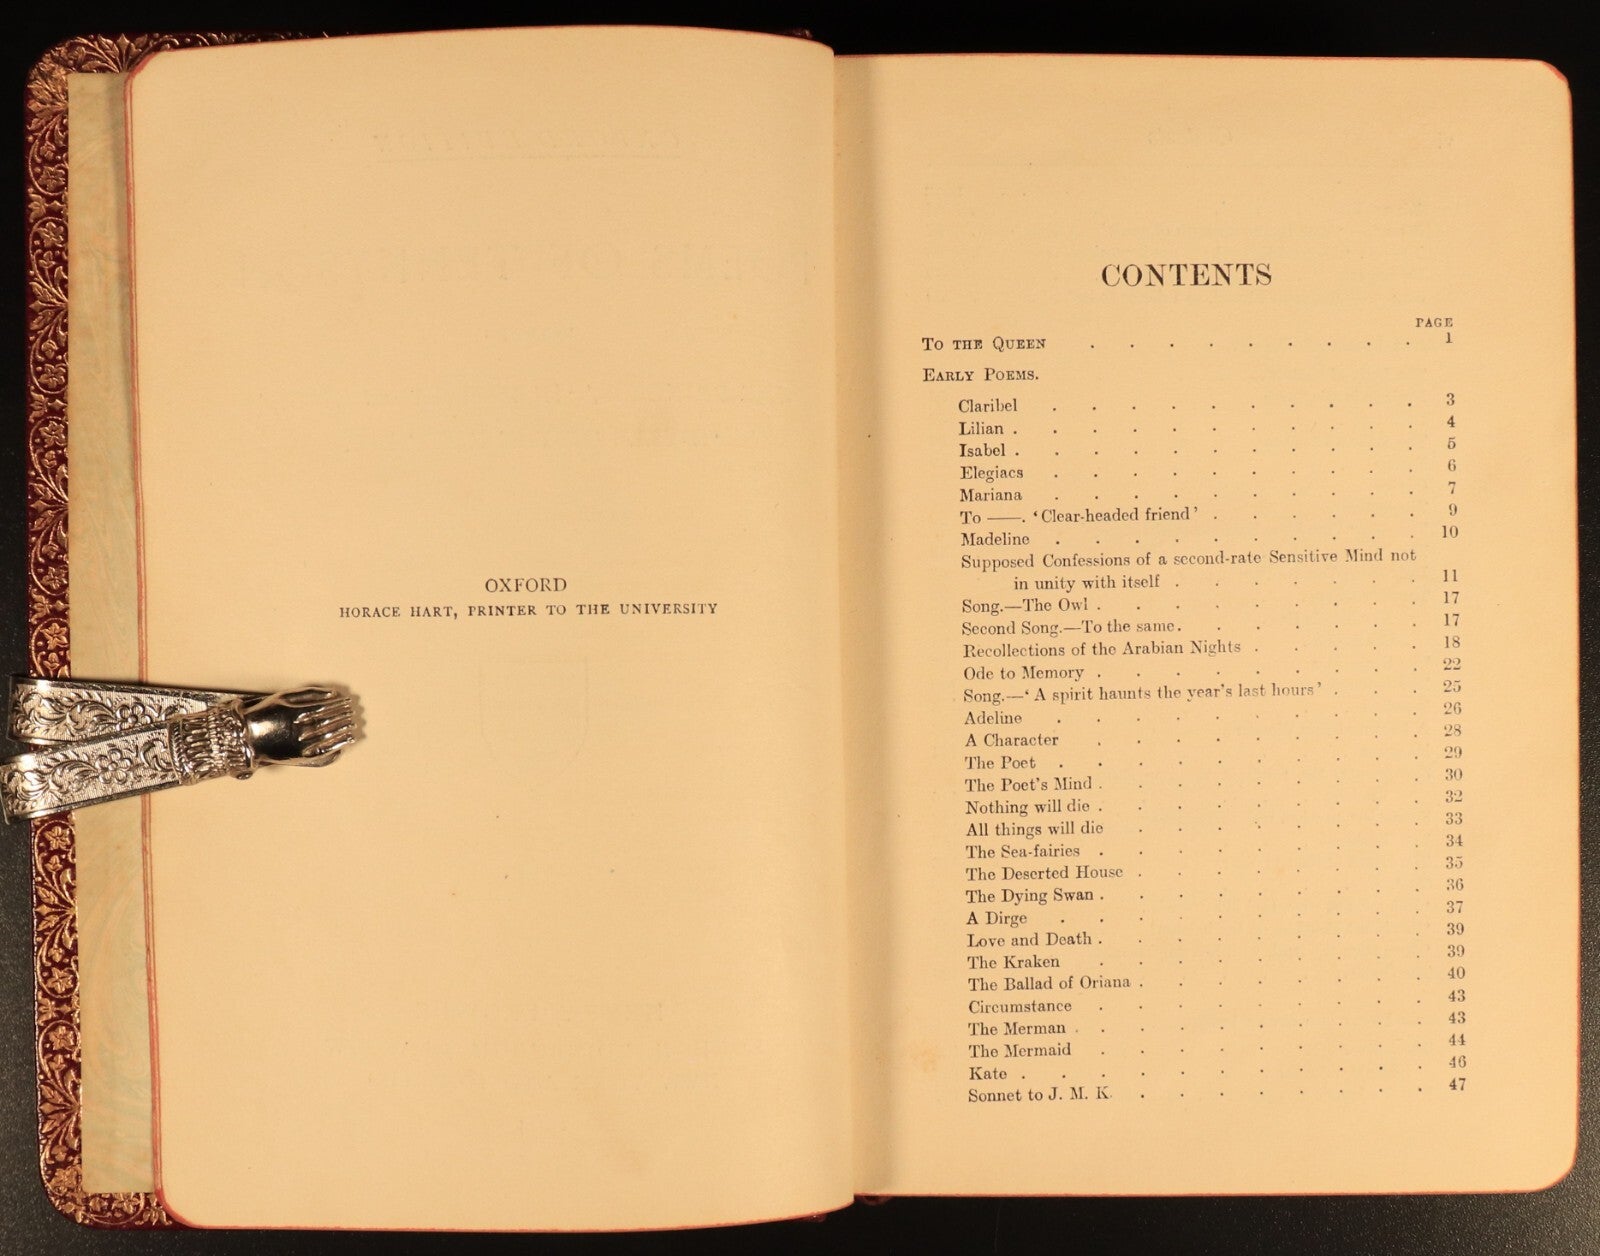 OXFORD
HORACE HART, PRINTER TO THE UNIVERSITY
CONTENTS
PAGE
TO THE QUEEN . . . . . . . . . 1
EARLY POEMS.
Claribel . . . . . . . . . . 3
Lilian . . . . . . . . . . . 4
Isabel . . . . . . . . . . . 5
Elegiacs . . . . . . . . . . 6
Mariana . . . . . . . . . . 7
To ——. ‘Clear-headed friend’ . . . . . . 9
Madeline . . . . . . . . . . 10
Supposed Confessions of a second-rate Sensitive Mind not
in unity with itself . . . . . . . 11
Song.—The Owl . . . . . . . . . 17
Second Song.—To the same . . . . . . . 17
Recollections of the Arabian Nights . . . . . 18
Ode to Memory . . . . . . . . . 22
Song.—‘A spirit haunts the year's last hours’ . . . 25
Adeline . . . . . . . . . . 26
A Character . . . . . . . . . 28
The Poet . . . . . . . . . . 29
The Poet's Mind . . . . . . . . . 30
Nothing will die . . . . . . . . . 32
All things will die . . . . . . . . 33
The Sea-fairies . . . . . . . . . 34
The Deserted House . . . . . . . . 35
The Dying Swan . . . . . . . . . 36
A Dirge . . . . . . . . . . 37
Love and Death . . . . . . . . . 39
The Kraken . . . . . . . . . 39
The Ballad of Oriana . . . . . . . . 40
Circumstance . . . . . . . . . 43
The Merman . . . . . . . . . . 43
The Mermaid . . . . . . . . . 44
Kate . . . . . . . . . . . 46
Sonnet to J. M. K. . . . . . . . . 47